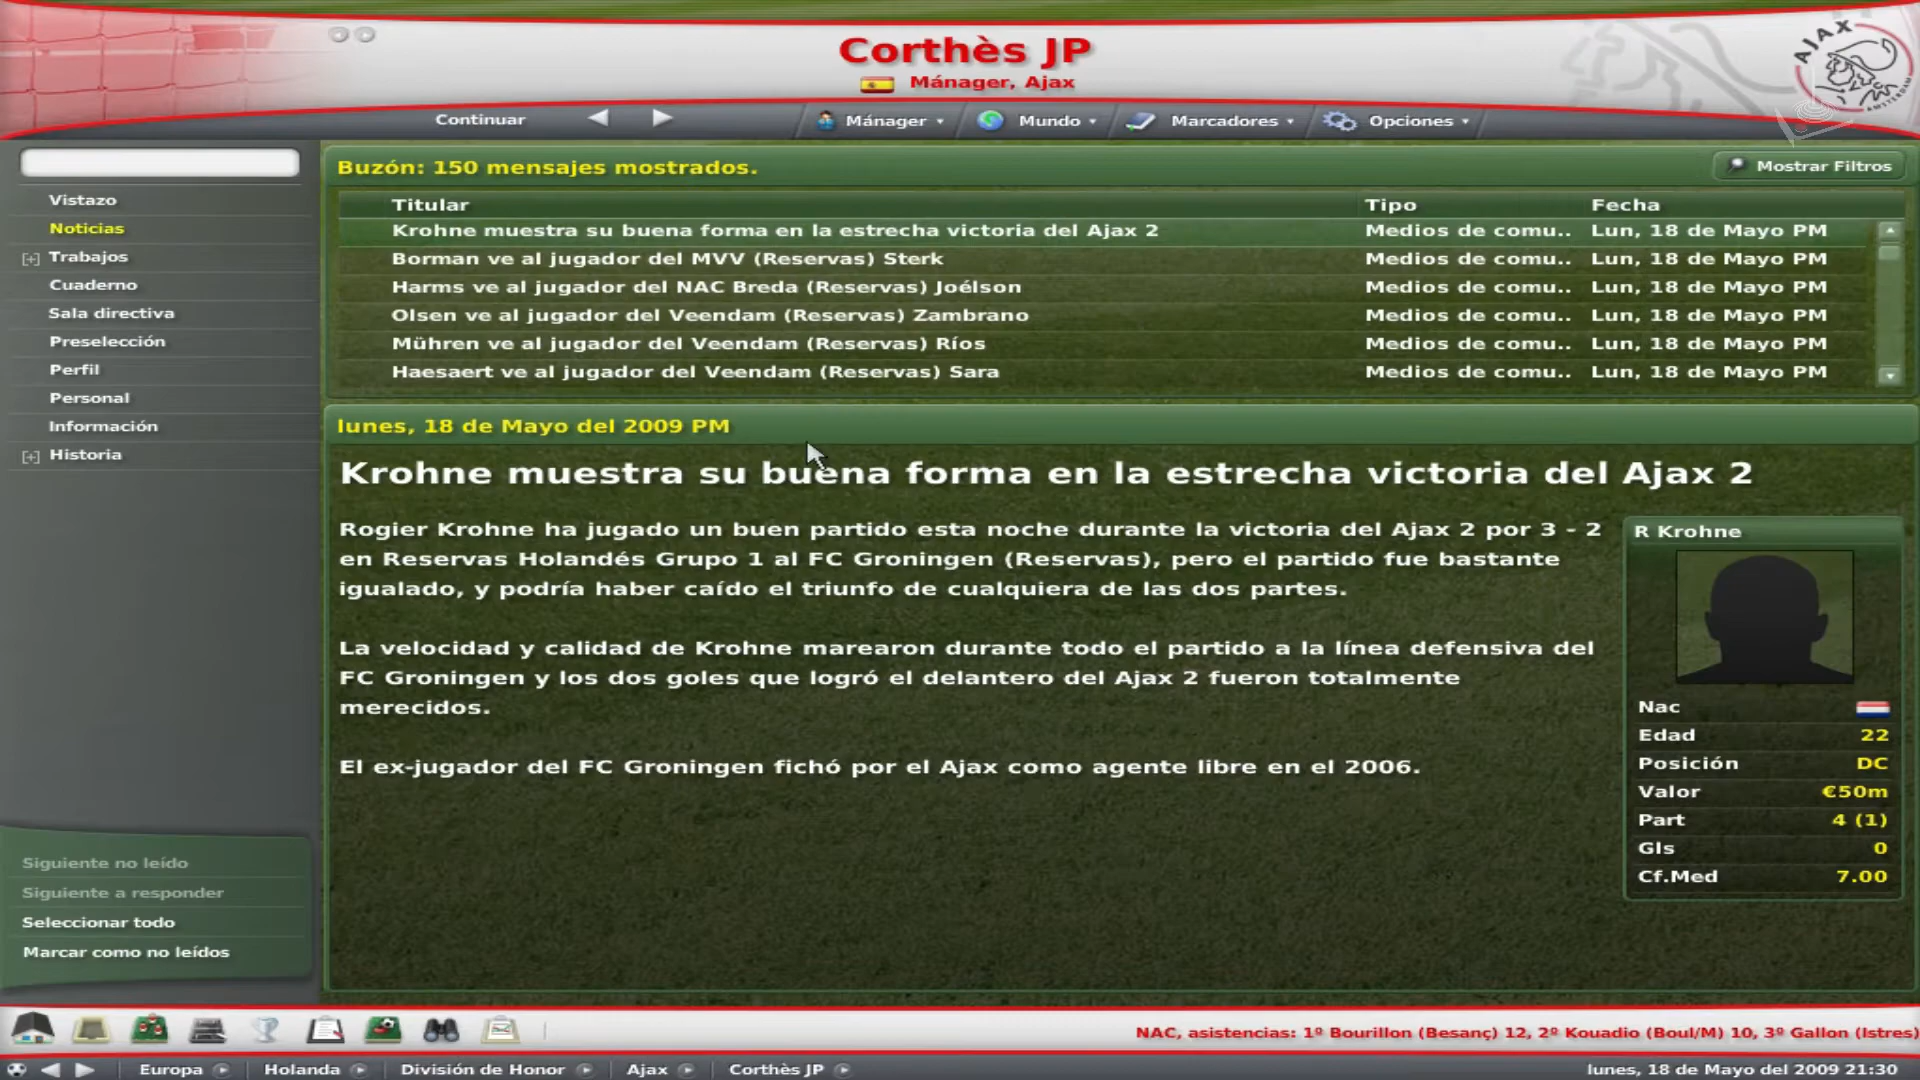 Corthès JP
Mánager, Ajax
AJAX
AMSTERDAM
Continuar
Mánager
Mundo
Marcadores
Opciones
Vistazo
Noticias
[+] Trabajos
Cuaderno
Sala directiva
Preselección
Perfil
Personal
Información
[+] Historia
Siguiente no leído
Siguiente a responder
Seleccionar todo
Marcar como no leídos
Buzón: 150 mensajes mostrados.
Mostrar Filtros
Titular Tipo Fecha
Krohne muestra su buena forma en la estrecha victoria del Ajax 2 Medios de comu.. Lun, 18 de Mayo PM
Borman ve al jugador del MVV (Reservas) Sterk Medios de comu.. Lun, 18 de Mayo PM
Harms ve al jugador del NAC Breda (Reservas) Joélson Medios de comu.. Lun, 18 de Mayo PM
Olsen ve al jugador del Veendam (Reservas) Zambrano Medios de comu.. Lun, 18 de Mayo PM
Mühren ve al jugador del Veendam (Reservas) Ríos Medios de comu.. Lun, 18 de Mayo PM
Haesaert ve al jugador del Veendam (Reservas) Sara Medios de comu.. Lun, 18 de Mayo PM
lunes, 18 de Mayo del 2009 PM
Krohne muestra su buena forma en la estrecha victoria del Ajax 2
Rogier Krohne ha jugado un buen partido esta noche durante la victoria del Ajax 2 por 3 - 2
en Reservas Holandés Grupo 1 al FC Groningen (Reservas), pero el partido fue bastante
igualado, y podría haber caído el triunfo de cualquiera de las dos partes.
La velocidad y calidad de Krohne marearon durante todo el partido a la línea defensiva del
FC Groningen y los dos goles que logró el delantero del Ajax 2 fueron totalmente
merecidos.
El ex-jugador del FC Groningen fichó por el Ajax como agente libre en el 2006.
R Krohne
Nac
Edad 22
Posición DC
Valor €50m
Part 4 (1)
Gls 0
Cf.Med 7.00
NAC, asistencias: 1º Bourillon (Besanç) 12, 2º Kouadio (Boul/M) 10, 3º Gallon (Istres)
Europa
Holanda
División de Honor
Ajax
Corthès JP
lunes, 18 de Mayo del 2009 21:30